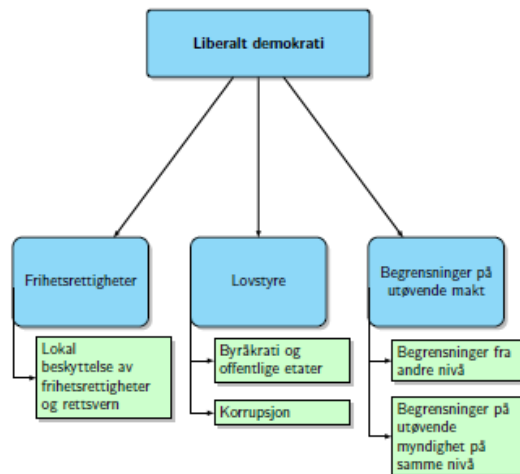 Liberalt demokrati
Frihetsrettigheter
Lokal
beskyttelse av
frihetsrettigheter
og rettsvern
Lovstyre
Byråkrati og
offentlige etater
Korrupsjon
Begrensninger på
utøvende makt
Begrensninger fra
andre nivå
Begrensninger på
utøvende
myndighet på
samme nivå